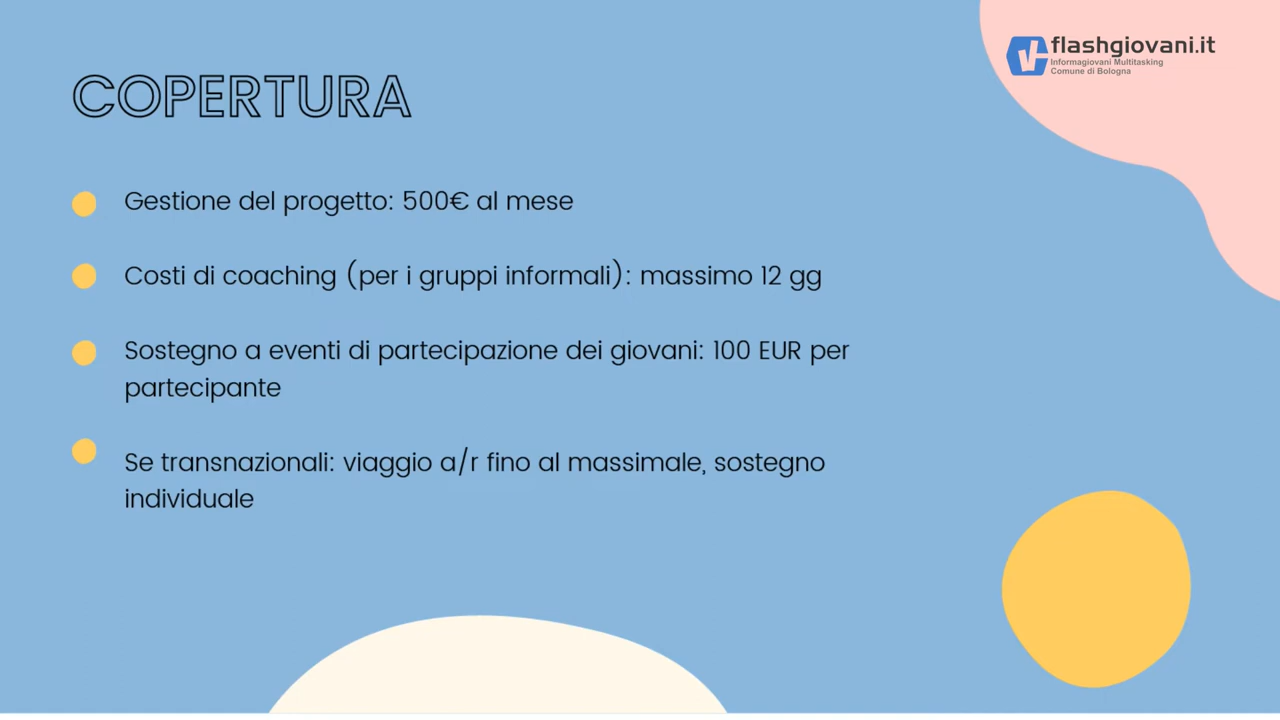 flashgiovani.it
Informagiovani Multitasking
Comune di Bologna
COPERTURA
Gestione del progetto: 500€ al mese
Costi di coaching (per i gruppi informali): massimo 12 gg
Sostegno a eventi di partecipazione dei giovani: 100 EUR per
partecipante
Se transnazionali: viaggio a/r fino al massimale, sostegno
individuale